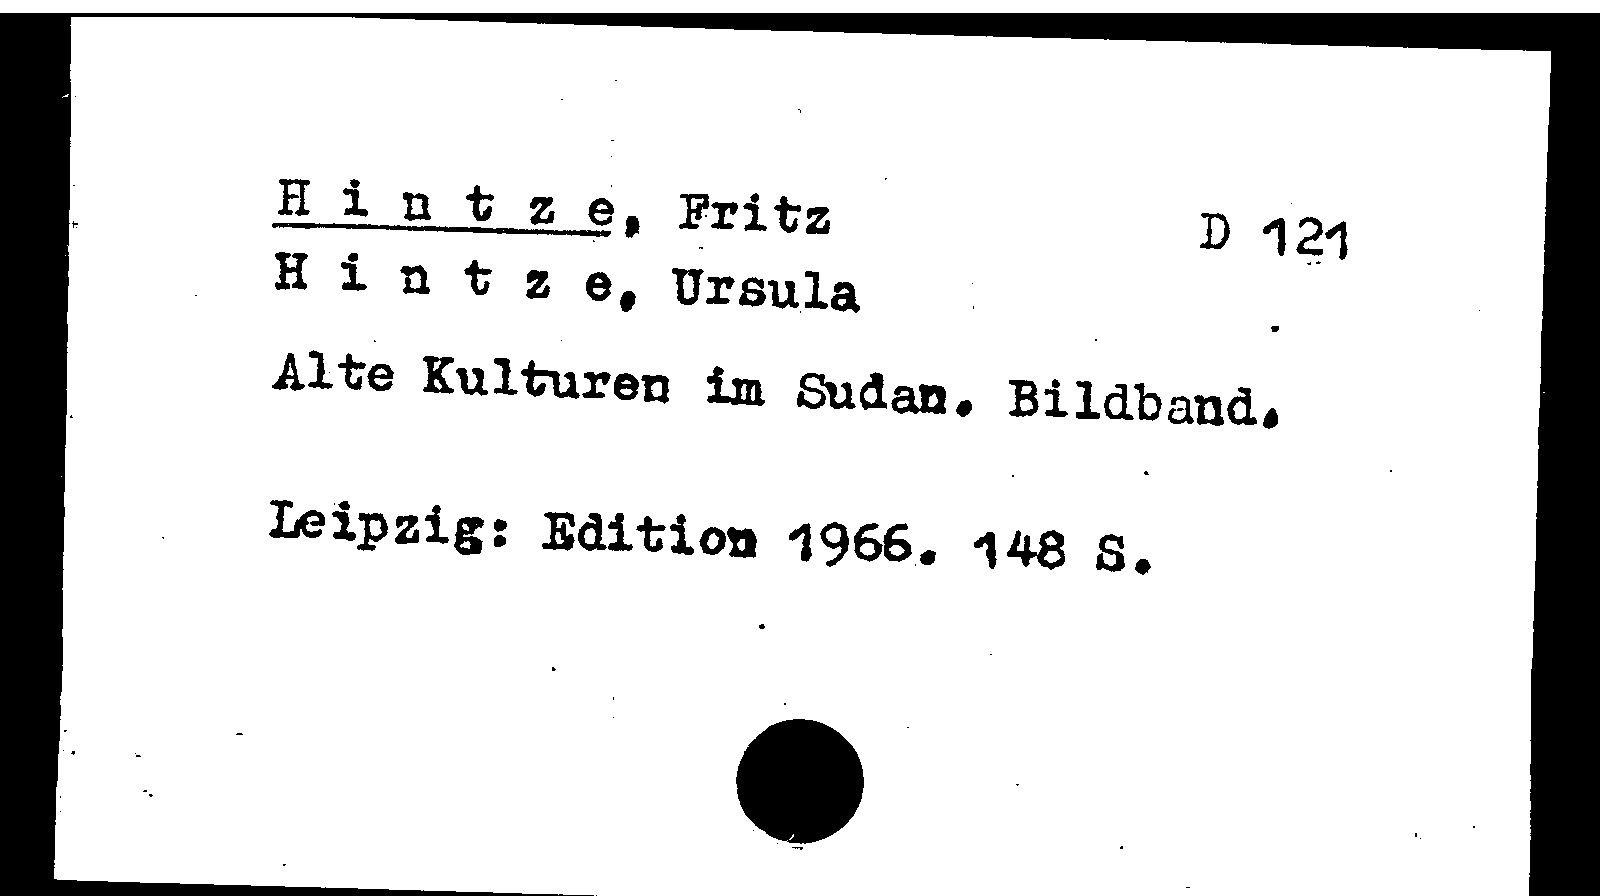 H i n t z e, Fritz D 121
H i n t z e, Ursula
Alte Kulturen im Sudan. Bildband.
Leipzig: Edition 1966. 148 S.